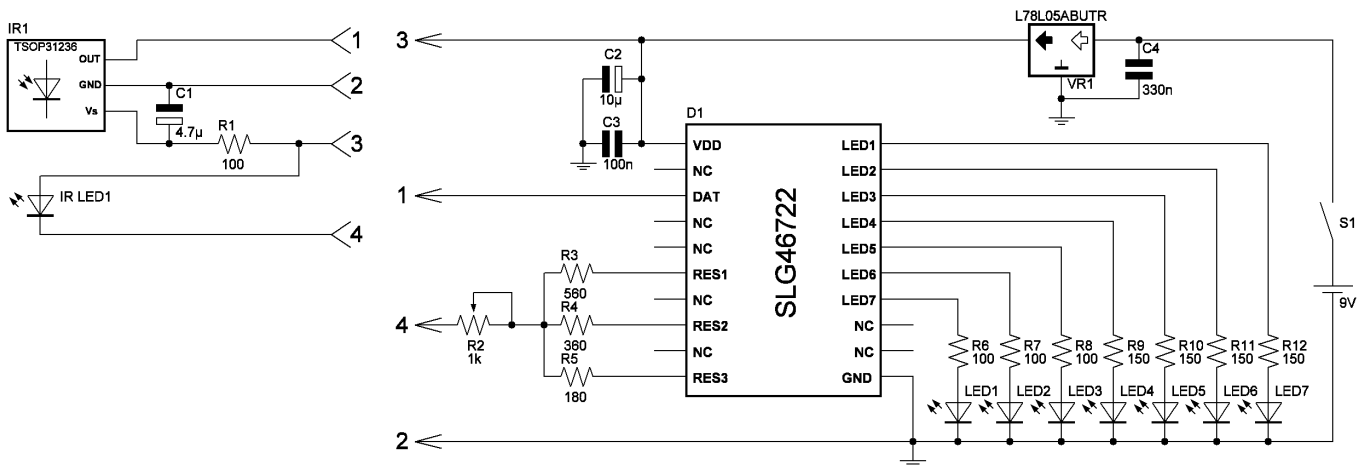 IR1
TSOP31236
OUT
GND
Vs
C1
4.7µ
R1
100
IR LED1
1
2
3
4
3
1
4
2
C2
10µ
C3
100n
L78L05ABUTR
VR1
C4
330n
S1
9V
D1
SLG46722
VDD
NC
DAT
NC
NC
RES1
NC
RES2
NC
RES3
LED1
LED2
LED3
LED4
LED5
LED6
LED7
NC
NC
GND
R2
1k
R3
560
R4
360
R5
180
R6
100
R7
100
R8
100
R9
150
R10
150
R11
150
R12
150
LED1
LED2
LED3
LED4
LED5
LED6
LED7